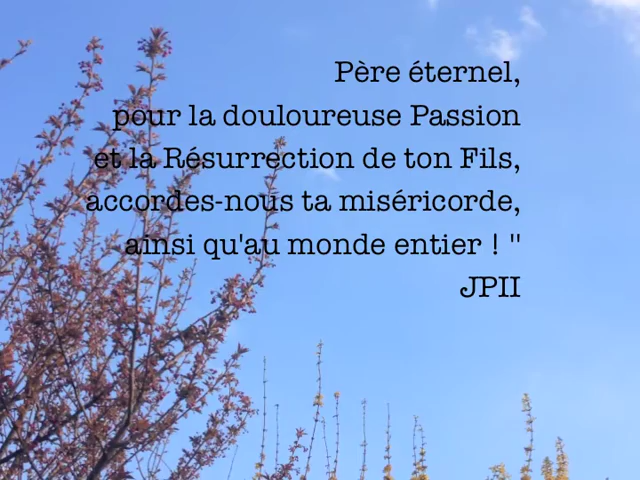 Père éternel,
pour la douloureuse Passion
et la Résurrection de ton Fils,
accordes-nous ta miséricorde,
ainsi qu'au monde entier ! "
JPII